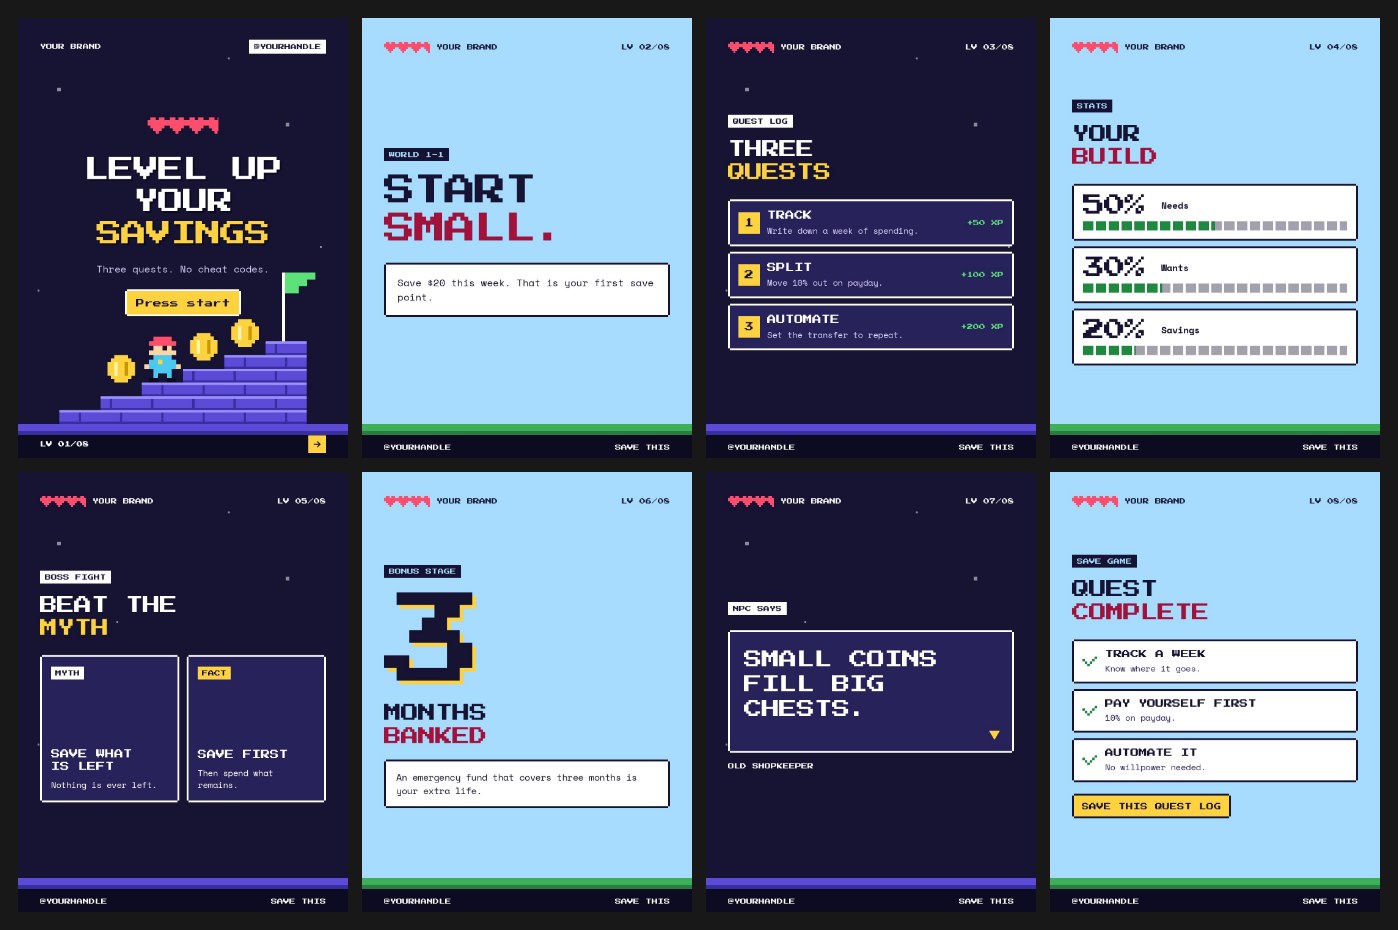 YOUR BRAND
@YOURHANDLE
LEVEL UP
YOUR
SAVINGS
Three quests. No cheat codes.
Press start
LV 01/08
→
YOUR BRAND
LV 02/08
WORLD 1-1
START
SMALL.
Save $20 this week. That is your first save
point.
@YOURHANDLE
SAVE THIS
YOUR BRAND
LV 03/08
QUEST LOG
THREE
QUESTS
1
TRACK
Write down a week of spending.
+50 XP
2
SPLIT
Move 10% out on payday.
+100 XP
3
AUTOMATE
Set the transfer to repeat.
+200 XP
@YOURHANDLE
SAVE THIS
YOUR BRAND
LV 04/08
STATS
YOUR
BUILD
50%
Needs
30%
Wants
20%
Savings
@YOURHANDLE
SAVE THIS
YOUR BRAND
LV 05/08
BOSS FIGHT
BEAT THE
MYTH
MYTH
SAVE WHAT
IS LEFT
Nothing is ever left.
FACT
SAVE FIRST
Then spend what
remains.
@YOURHANDLE
SAVE THIS
YOUR BRAND
LV 06/08
BONUS STAGE
3
MONTHS
BANKED
An emergency fund that covers three months is
your extra life.
@YOURHANDLE
SAVE THIS
YOUR BRAND
LV 07/08
NPC SAYS
SMALL COINS
FILL BIG
CHESTS.
OLD SHOPKEEPER
@YOURHANDLE
SAVE THIS
YOUR BRAND
LV 08/08
SAVE GAME
QUEST
COMPLETE
TRACK A WEEK
Know where it goes.
PAY YOURSELF FIRST
10% on payday.
AUTOMATE IT
No willpower needed.
SAVE THIS QUEST LOG
@YOURHANDLE
SAVE THIS